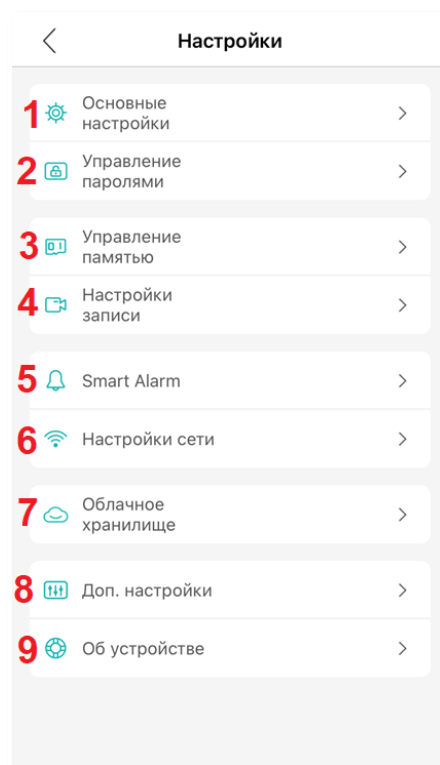 Настройки
1 Основные
настройки
2 Управление
паролями
3 Управление
памятью
4 Настройки
записи
5 Smart Alarm
6 Настройки сети
7 Облачное
хранилище
8 Доп. настройки
9 Об устройстве